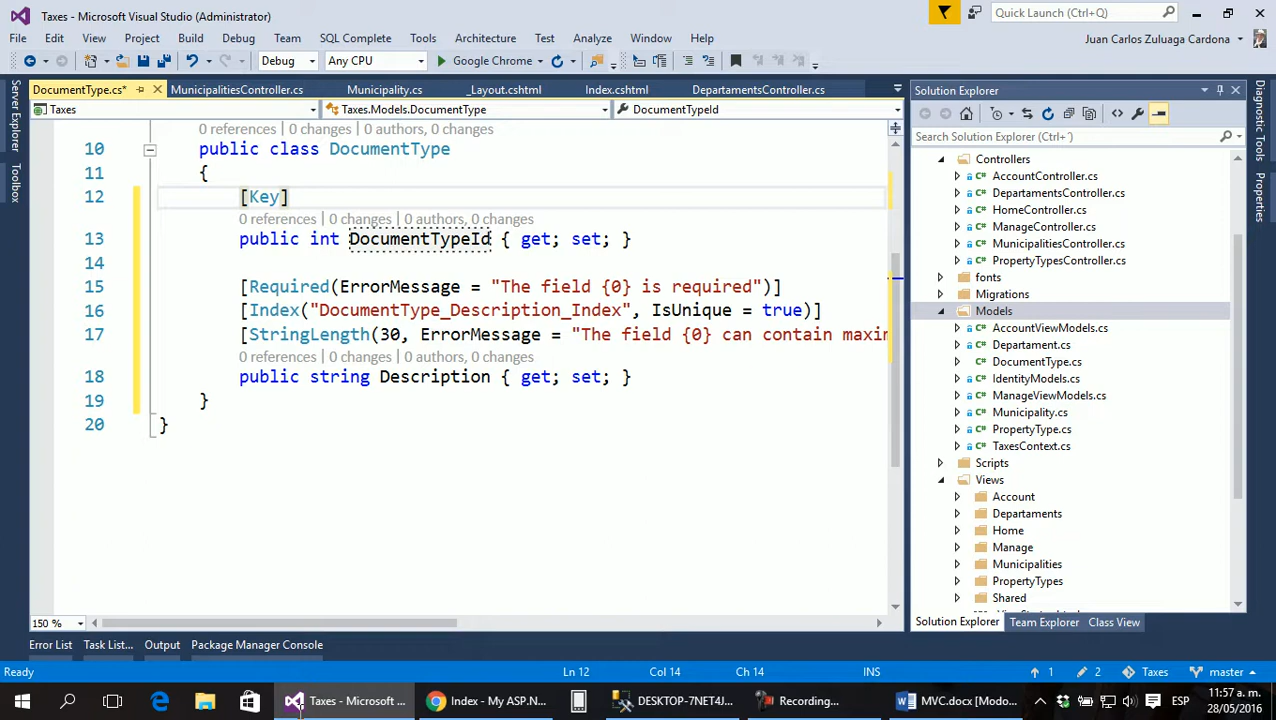 Taxes - Microsoft Visual Studio (Administrator)
Quick Launch (Ctrl+Q)
File Edit View Project Build Debug Team SQL Complete Tools Architecture Test Analyze Window Help
Juan Carlos Zuluaga Cardona
Debug Any CPU Google Chrome
DocumentType.cs* MunicipalitiesController.cs Municipality.cs _Layout.cshtml Index.cshtml DepartamentsController.cs
Taxes Taxes.Models.DocumentType DocumentTypeId
Server Explorer
Toolbox
0 references | 0 changes | 0 authors, 0 changes
10 public class DocumentType
11 {
12 [Key]
0 references | 0 changes | 0 authors, 0 changes
13 public int DocumentTypeId { get; set; }
14
15 [Required(ErrorMessage = "The field {0} is required")]
16 [Index("DocumentType_Description_Index", IsUnique = true)]
17 [StringLength(30, ErrorMessage = "The field {0} can contain maxin
0 references | 0 changes | 0 authors, 0 changes
18 public string Description { get; set; }
19 }
20 }
150 %
Solution Explorer
Search Solution Explorer (Ctrl+´)
Controllers
AccountController.cs
DepartamentsController.cs
HomeController.cs
ManageController.cs
MunicipalitiesController.cs
PropertyTypesController.cs
fonts
Migrations
Models
AccountViewModels.cs
Departament.cs
DocumentType.cs
IdentityModels.cs
ManageViewModels.cs
Municipality.cs
PropertyType.cs
TaxesContext.cs
Scripts
Views
Account
Departaments
Home
Manage
Municipalities
PropertyTypes
Shared
Solution Explorer Team Explorer Class View
Diagnostic Tools
Properties
Error List Task List... Output Package Manager Console
Ready Ln 12 Col 14 Ch 14 INS 1 2 Taxes master
Taxes - Microsoft ... Index - My ASP.N... DESKTOP-7NET4J... Recording... MVC.docx [Modo... ESP 11:57 a. m.
28/05/2016